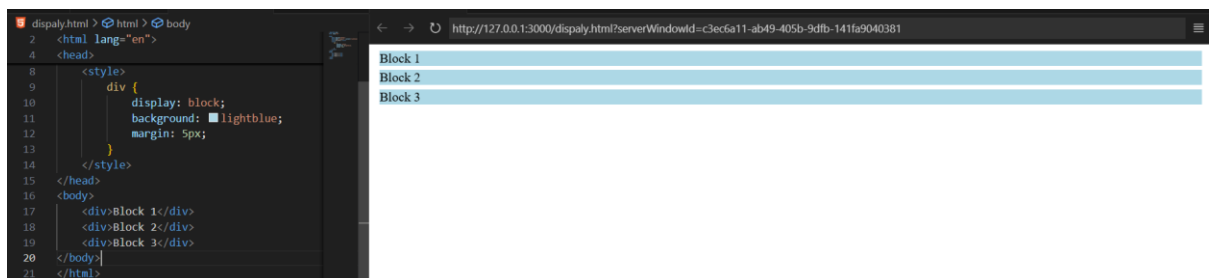 dispaly.html > html > body
2 <html lang="en">
4 <head>
8 <style>
9 div {
10 display: block;
11 background: lightblue;
12 margin: 5px;
13 }
14 </style>
15 </head>
16 <body>
17 <div>Block 1</div>
18 <div>Block 2</div>
19 <div>Block 3</div>
20 </body>
21 </html>
http://127.0.0.1:3000/dispaly.html?serverWindowId=c3ec6a11-ab49-405b-9dfb-141fa9040381
Block 1
Block 2
Block 3